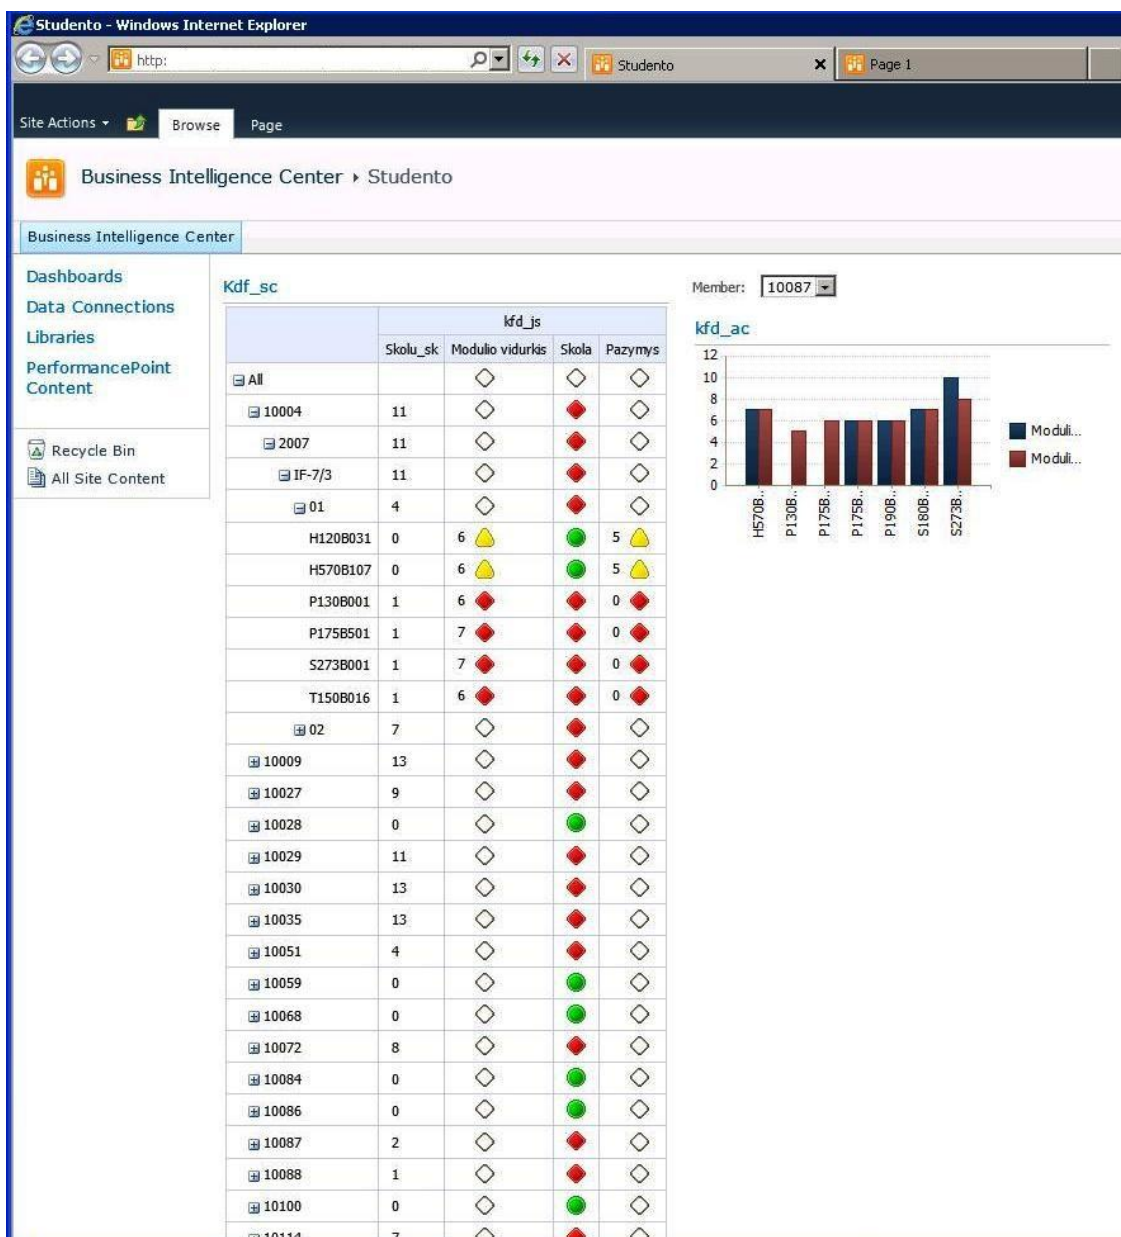 Studento - Windows Internet Explorer
http:
Studento
Page 1
Site Actions
Browse
Page
Business Intelligence Center ▸ Studento
Business Intelligence Center
Dashboards
Data Connections
Libraries
PerformancePoint
Content
Recycle Bin
All Site Content
Kdf_sc
kfd_js
Skolu_sk Modulio vidurkis Skola Pazymys
All
10004 11
2007 11
IF-7/3 11
01 4
H120B031 0 6 5
H570B107 0 6 5
P130B001 1 6 0
P175B501 1 7 0
S273B001 1 7 0
T150B016 1 6 0
02 7
10009 13
10027 9
10028 0
10029 11
10030 13
10035 13
10051 4
10059 0
10068 0
10072 8
10084 0
10086 0
10087 2
10088 1
10100 0
10114 7
Member: 10087
kfd_ac
12
10
8
6
4
2
0
H570B..
P130B..
P175B..
P175B..
P190B..
S180B..
S273B..
Moduli...
Moduli...